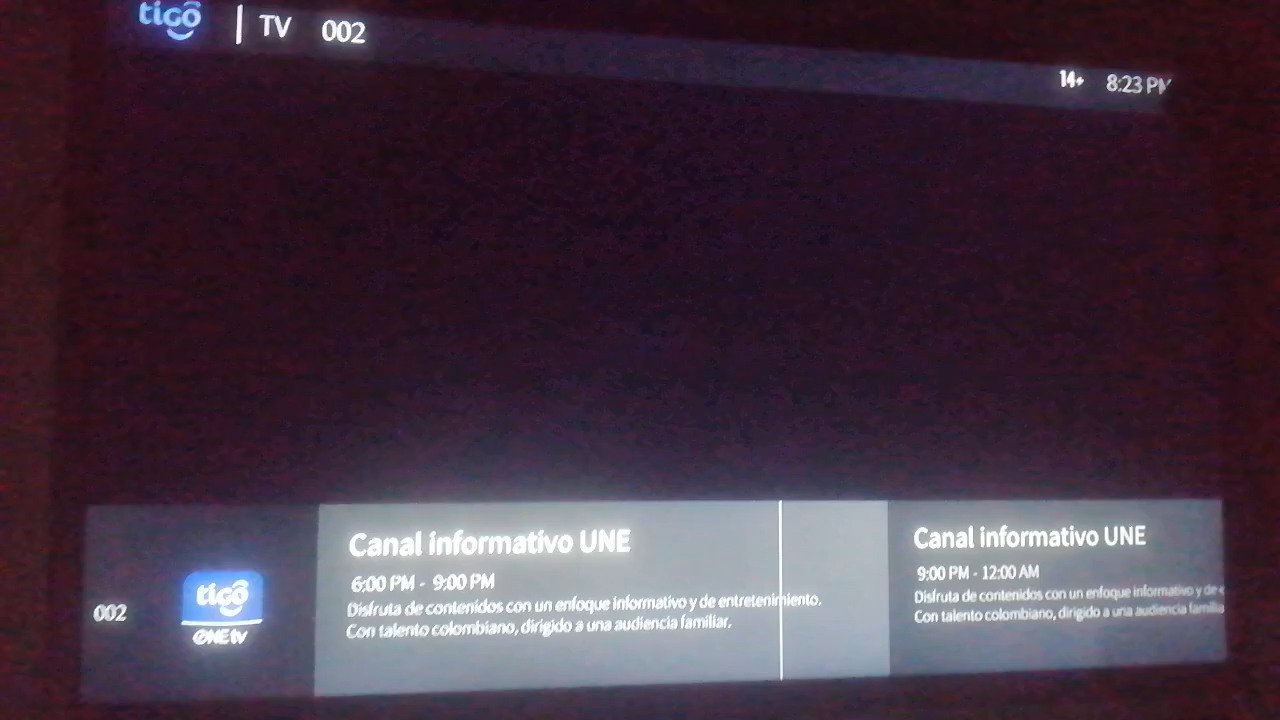 tigo TV 002
14+ 8:23 PM
002
tigo
ONEtv
Canal informativo UNE
6:00 PM - 9:00 PM
Disfruta de contenidos con un enfoque informativo y de entretenimiento.
Con talento colombiano, dirigido a una audiencia familiar.
Canal informativo UNE
9:00 PM - 12:00 AM
Disfruta de contenidos con un enfoque informativo y de e
Con talento colombiano, dirigido a una audiencia familia